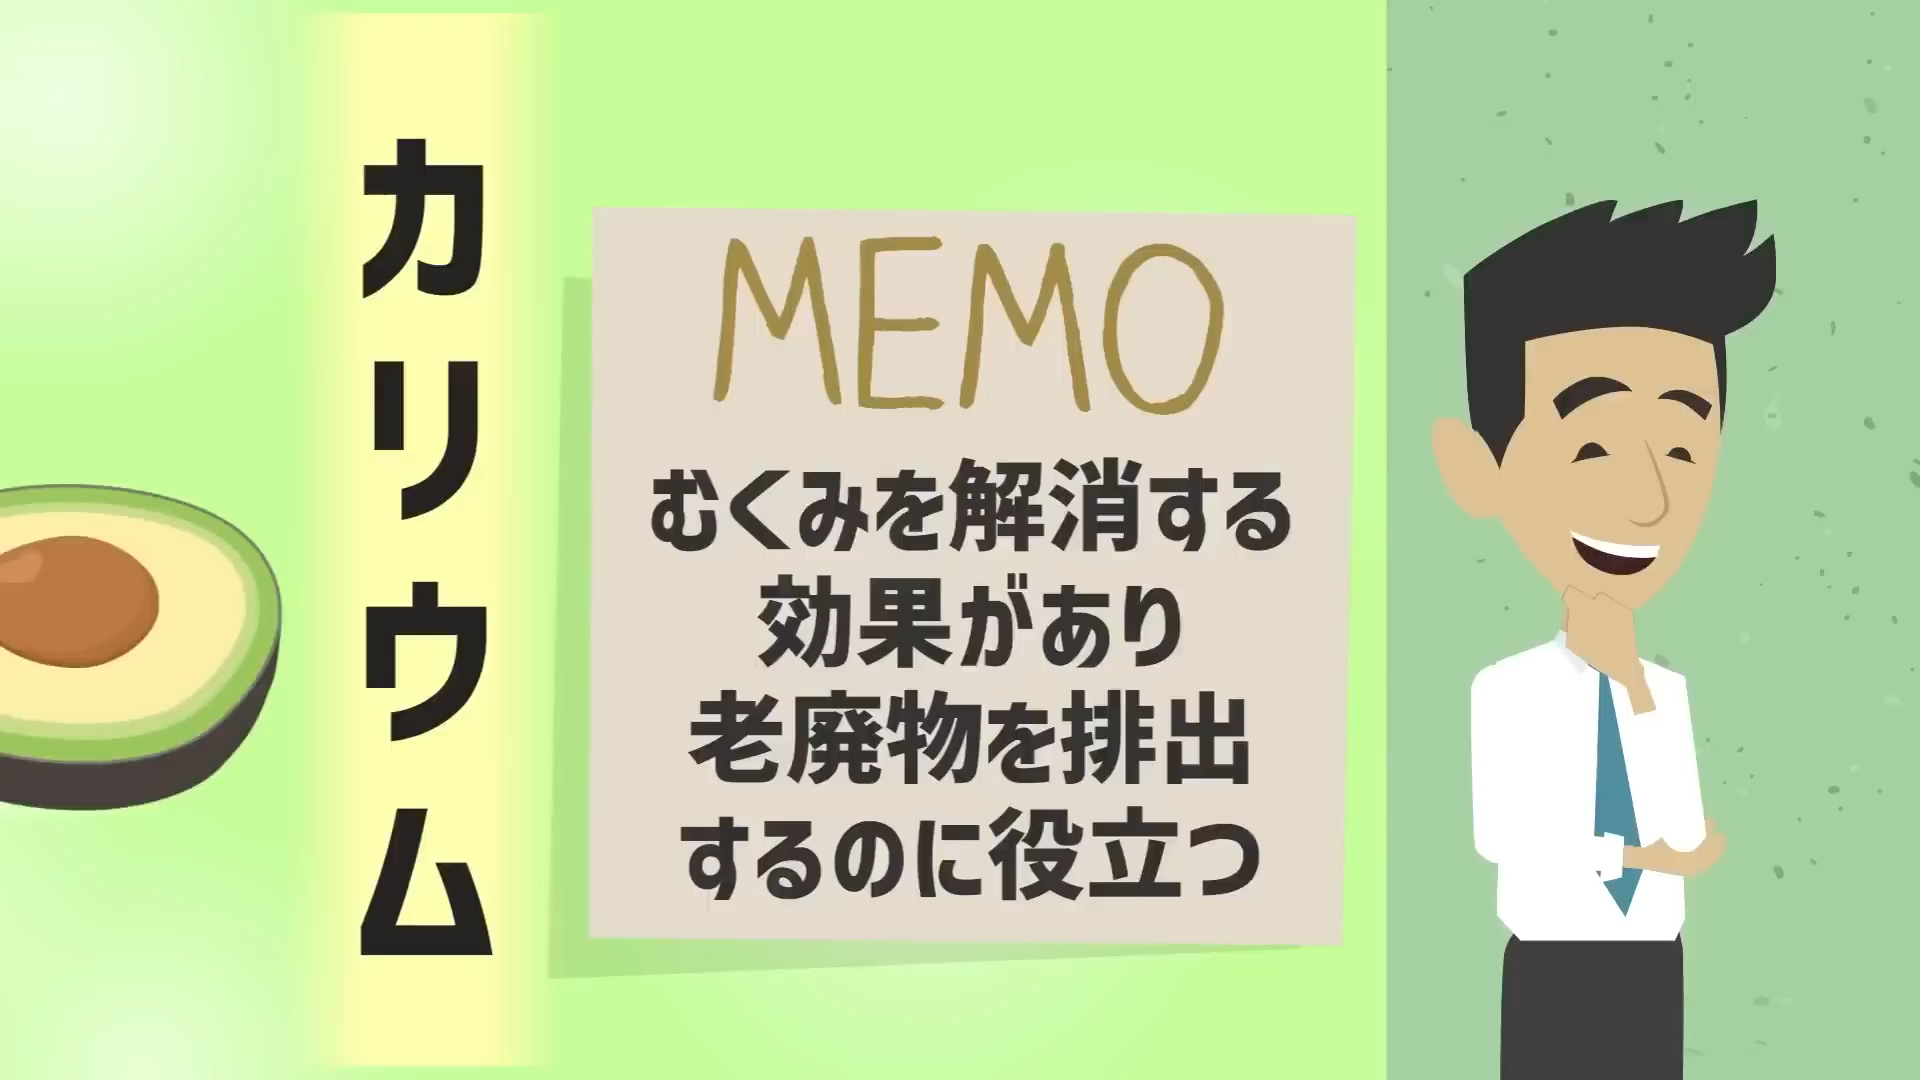 カリウム
MEMO
むくみを解消する
効果があり
老廃物を排出
するのに役立つ